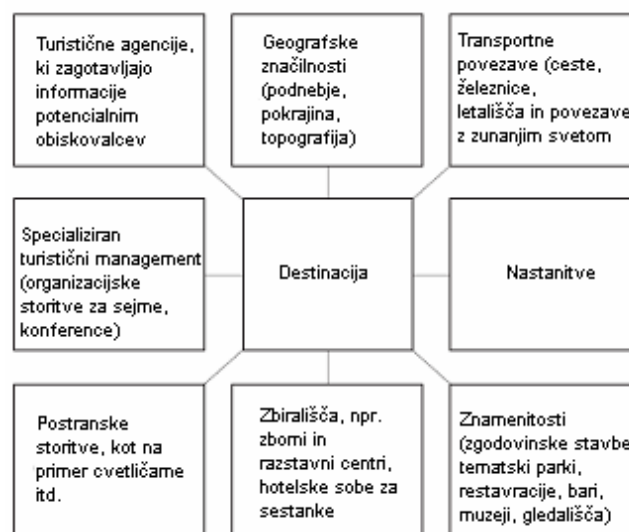 Turistične agencije,
ki zagotavljajo
informacije
potencialnim
obiskovalcev
Geografske
značilnosti
(podnebje,
pokrajina,
topografija)
Transportne
povezave (ceste,
železnice,
letališča in povezave
z zunanjim svetom
Specializiran
turistični management
(organizacijske
storitve za sejme,
konference)
Destinacija
Nastanitve
Postranske
storitve, kot na
primer cvetličarne
itd.
Zbirališča, npr.
zborni in
razstavni centri,
hotelske sobe za
sestanke
Znamenitosti
(zgodovinske stavbe
tematski parki,
restavracije, bari,
muzeji, gledališča)